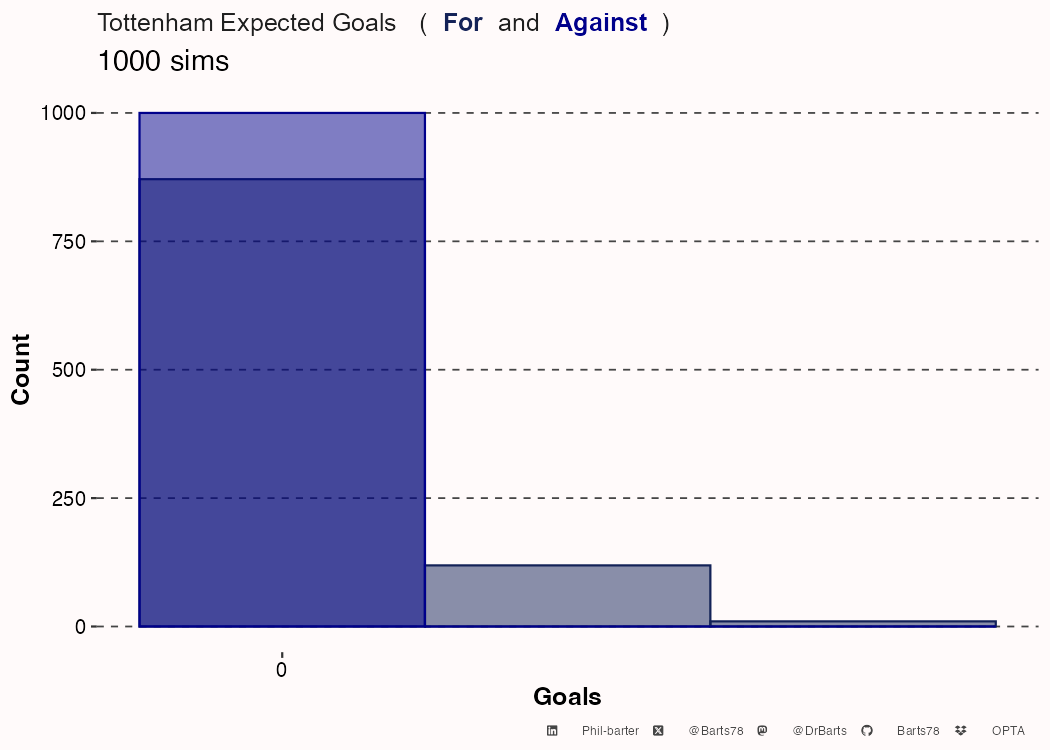 Tottenham Expected Goals ( For and Against )
1000 sims
1000
750
500
250
0
Count
0
Goals
Phil-barter @Barts78 @DrBarts Barts78 OPTA